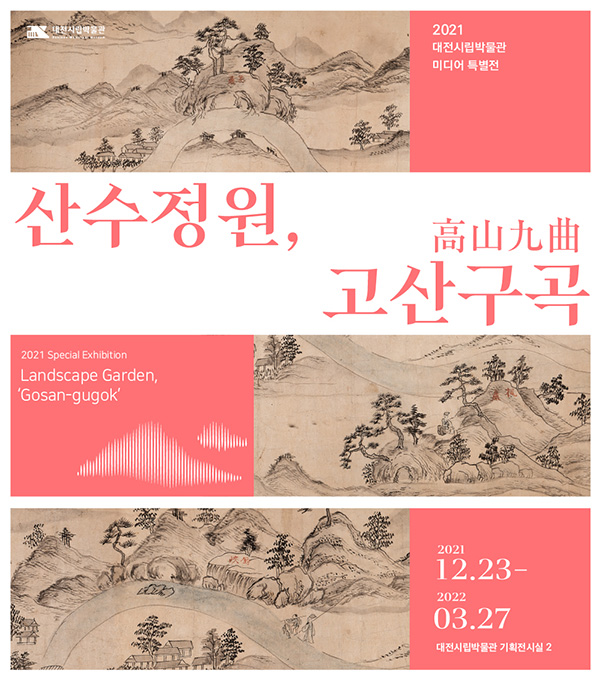 대전시립박물관
2021
대전시립박물관
미디어 특별전
산수정원,
高山九曲
고산구곡
2021 Special Exhibition
Landscape Garden,
‘Gosan-gugok’
2021
12.23–
2022
03.27
대전시립박물관 기획전시실 2